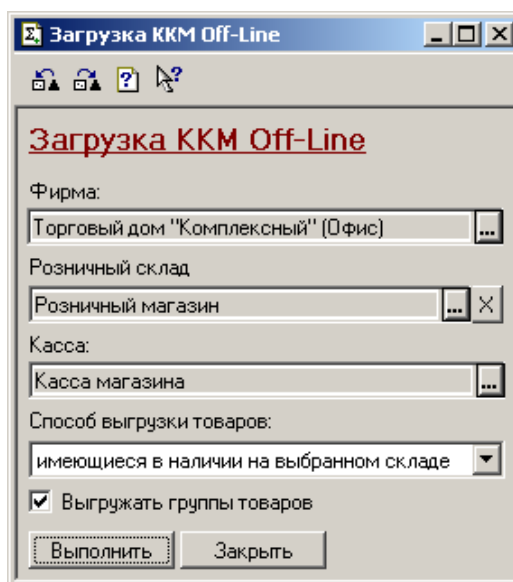 Загрузка ККМ Off-Line
Загрузка ККМ Off-Line
Фирма:
Торговый дом "Комплексный" (Офис)
...
Розничный склад
Розничный магазин
... X
Касса:
Касса магазина
...
Способ выгрузки товаров:
имеющиеся в наличии на выбранном складе
Выгружать группы товаров
Выполнить Закрыть